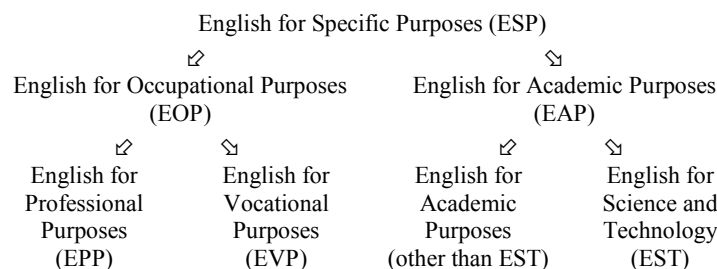 English for Specific Purposes (ESP)
English for Occupational Purposes
(EOP)
English for Academic Purposes
(EAP)
English for
Professional
Purposes
(EPP)
English for
Vocational
Purposes
(EVP)
English for
Academic
Purposes
(other than EST)
English for
Science and
Technology
(EST)